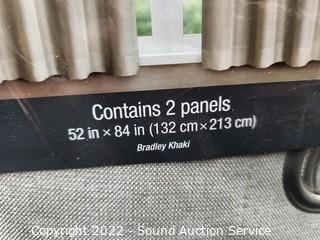 Contains 2 panels
52 in × 84 in (132 cm × 213 cm)
Bradley Khaki
Copyright 2022 - Sound Auction Service